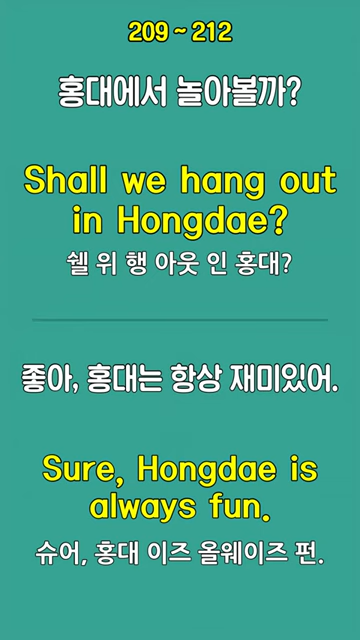 209 ~ 212
홍대에서 놀아볼까?
Shall we hang out
in Hongdae?
쉘 위 행 아웃 인 홍대?
좋아, 홍대는 항상 재미있어.
Sure, Hongdae is
always fun.
슈어, 홍대 이즈 올웨이즈 펀.